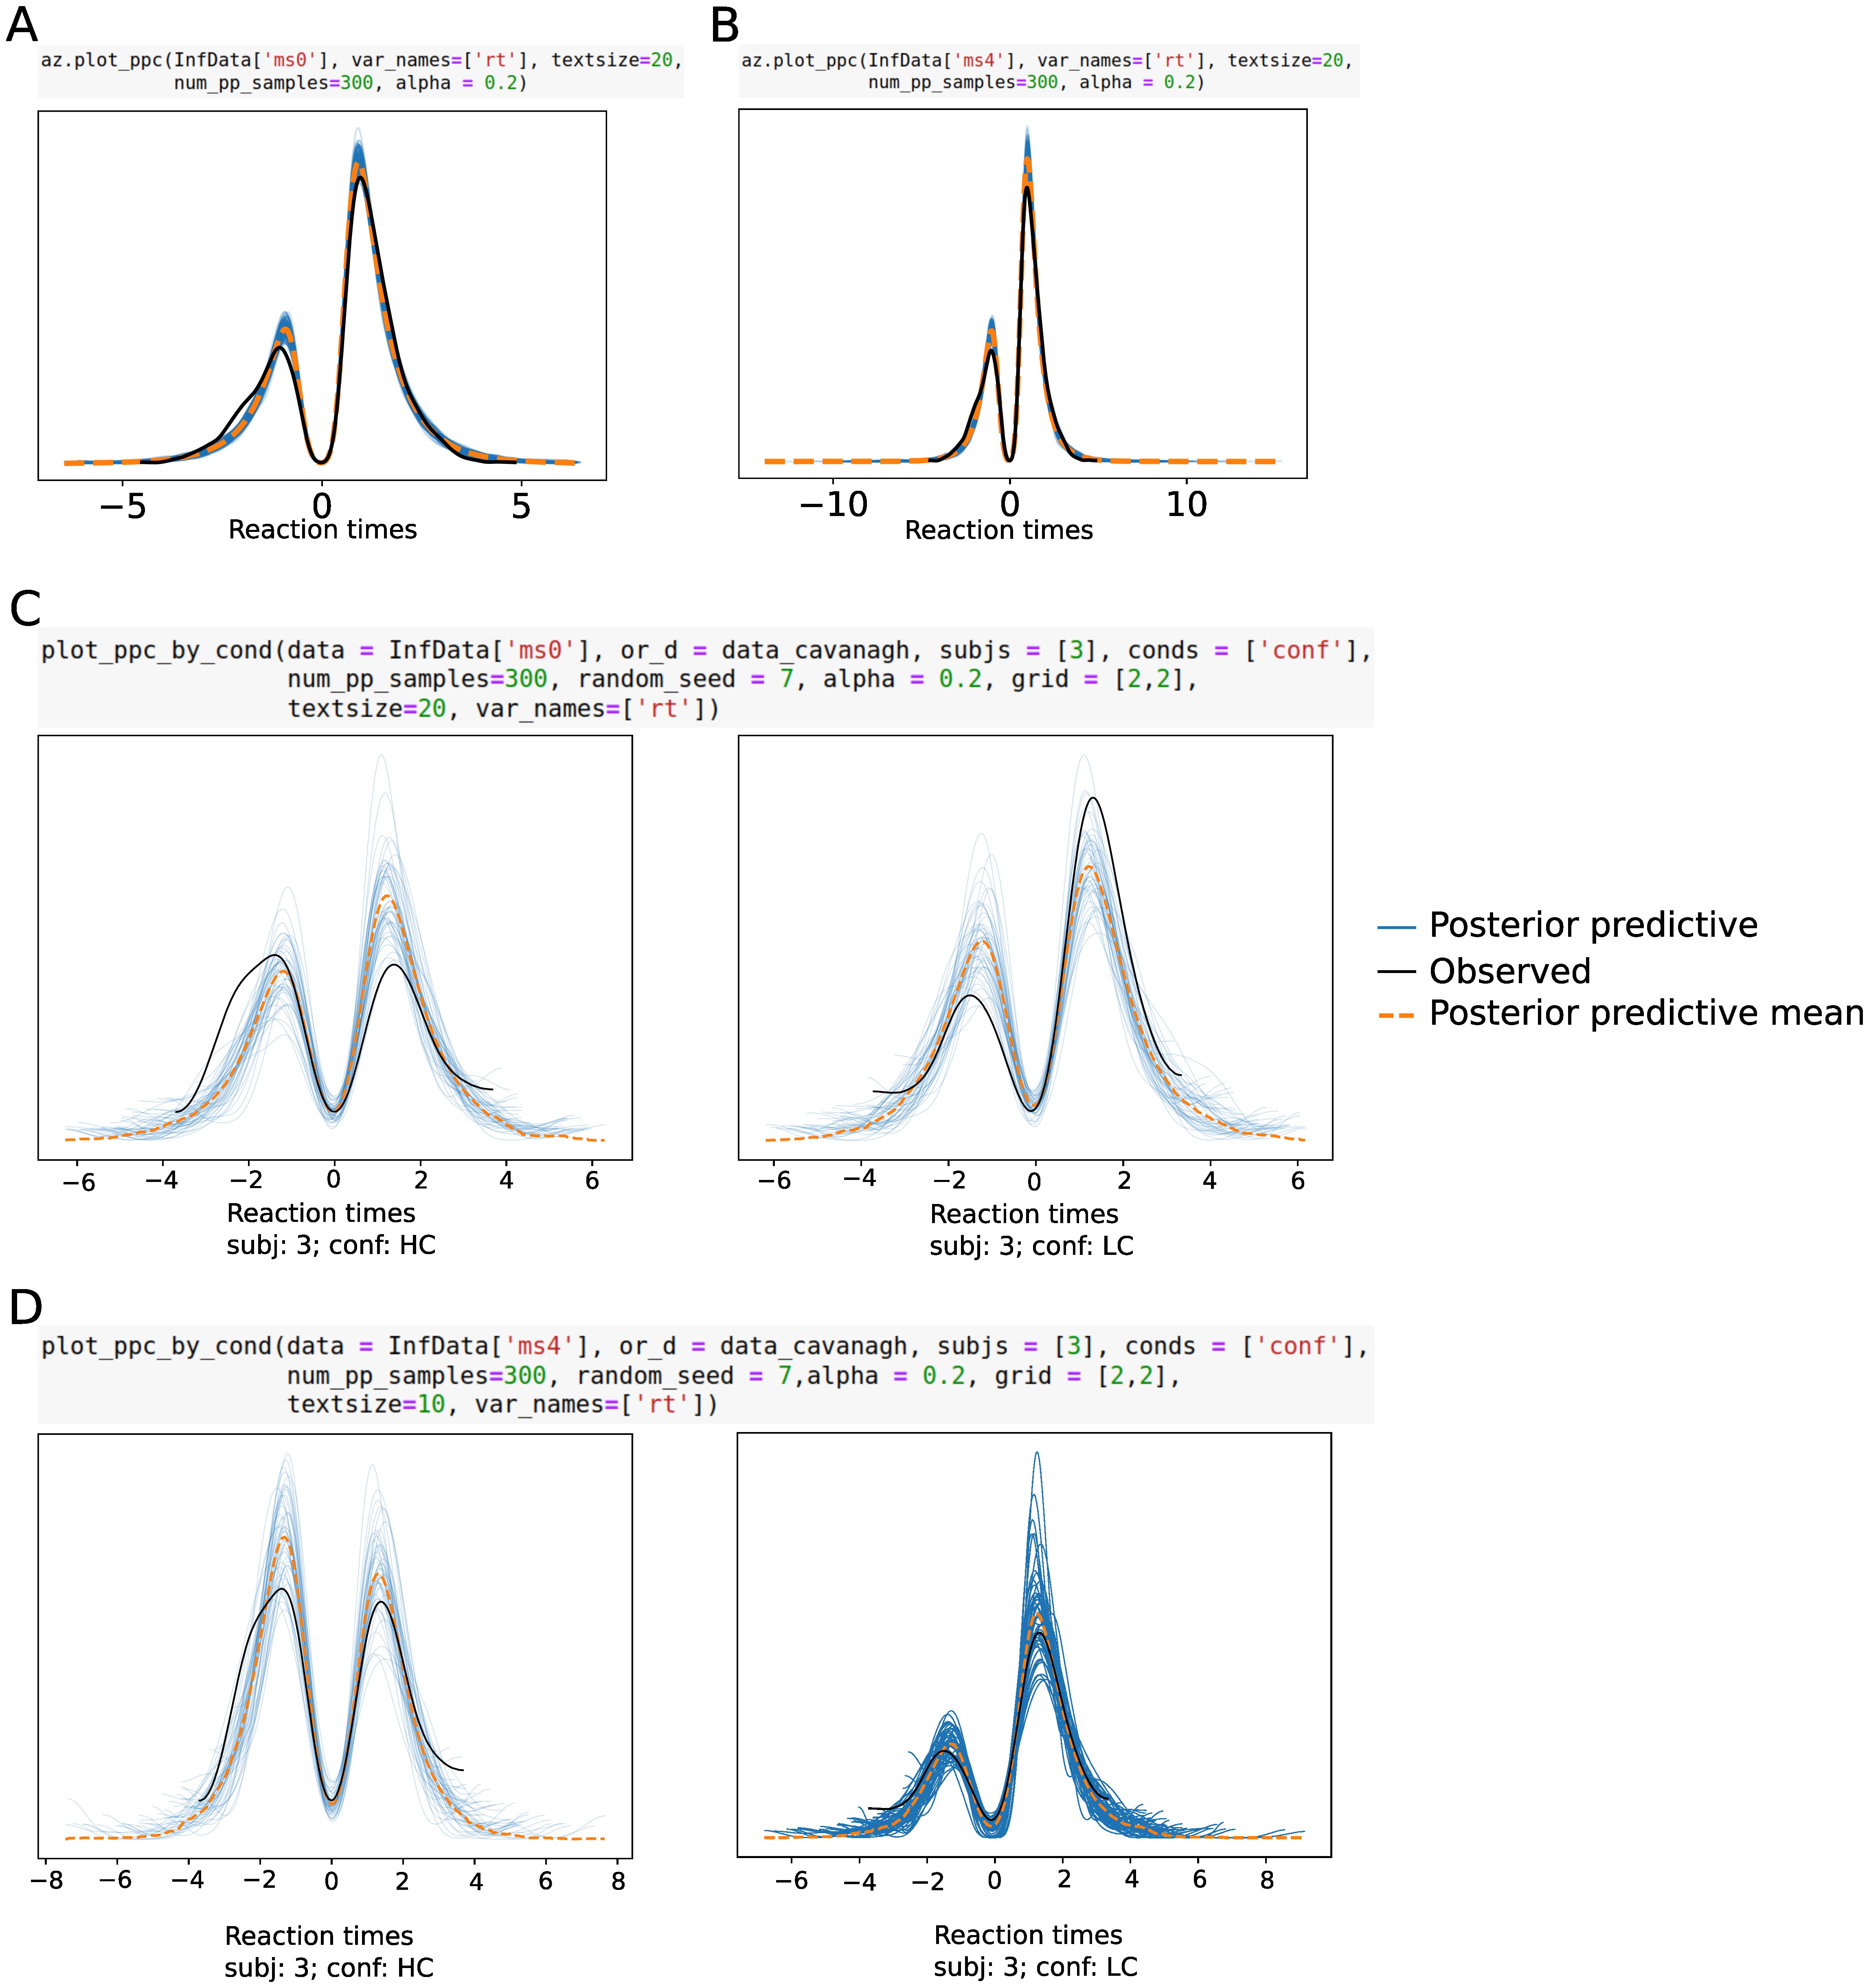 A
az.plot_ppc(InfData['ms0'], var_names=['rt'], textsize=20,
num_pp_samples=300, alpha = 0.2)
−5 0 5
Reaction times
B
az.plot_ppc(InfData['ms4'], var_names=['rt'], textsize=20,
num_pp_samples=300, alpha = 0.2)
−10 0 10
Reaction times
C
plot_ppc_by_cond(data = InfData['ms0'], or_d = data_cavanagh, subjs = [3], conds = ['conf'],
num_pp_samples=300, random_seed = 7, alpha = 0.2, grid = [2,2],
textsize=20, var_names=['rt'])
−6 −4 −2 0 2 4 6
Reaction times
subj: 3; conf: HC
−6 −4 −2 0 2 4 6
Reaction times
subj: 3; conf: LC
Posterior predictive
Observed
Posterior predictive mean
D
plot_ppc_by_cond(data = InfData['ms4'], or_d = data_cavanagh, subjs = [3], conds = ['conf'],
num_pp_samples=300, random_seed = 7,alpha = 0.2, grid = [2,2],
textsize=10, var_names=['rt'])
−8 −6 −4 −2 0 2 4 6 8
Reaction times
subj: 3; conf: HC
−6 −4 −2 0 2 4 6 8
Reaction times
subj: 3; conf: LC